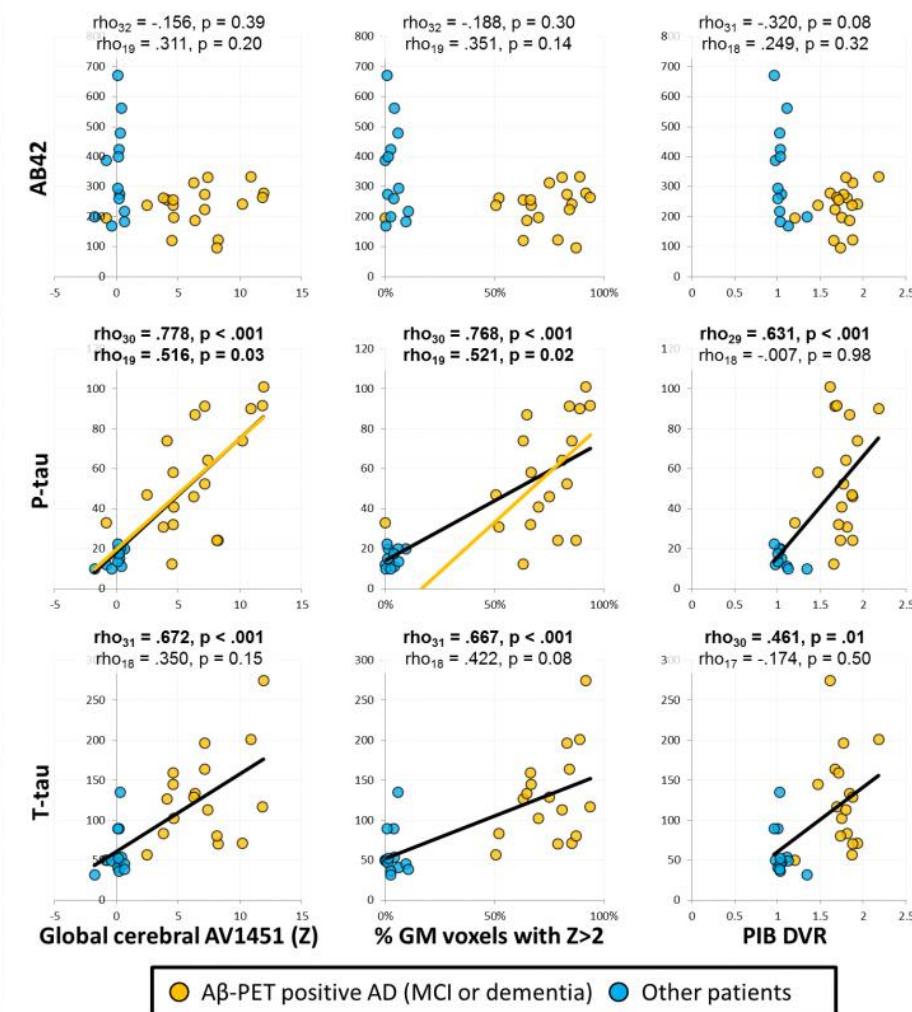 rho32 = -.156, p = 0.39
rho19 = .311, p = 0.20
rho32 = -.188, p = 0.30
rho19 = .351, p = 0.14
rho31 = -.320, p = 0.08
rho18 = .249, p = 0.32
AB42
800
700
600
500
400
300
200
100
0
-5 0 5 10 15
800
700
600
500
400
300
200
100
0
0% 50% 100%
800
700
600
500
400
300
200
100
0
0 0.5 1 1.5 2 2.5
rho30 = .778, p < .001
rho19 = .516, p = 0.03
rho30 = .768, p < .001
rho19 = .521, p = 0.02
rho29 = .631, p < .001
rho18 = -.007, p = 0.98
P-tau
120
100
80
60
40
20
0
-5 0 5 10 15
120
100
80
60
40
20
0
0% 50% 100%
120
100
80
60
40
20
0
0 0.5 1 1.5 2 2.5
rho31 = .672, p < .001
rho18 = .350, p = 0.15
rho31 = .667, p < .001
rho18 = .422, p = 0.08
rho30 = .461, p = .01
rho17 = -.174, p = 0.50
T-tau
300
250
200
150
100
50
0
-5 0 5 10 15
300
250
200
150
100
50
0
0% 50% 100%
300
250
200
150
100
50
0
0 0.5 1 1.5 2 2.5
Global cerebral AV1451 (Z)
% GM voxels with Z>2
PIB DVR
Aβ-PET positive AD (MCI or dementia)
Other patients